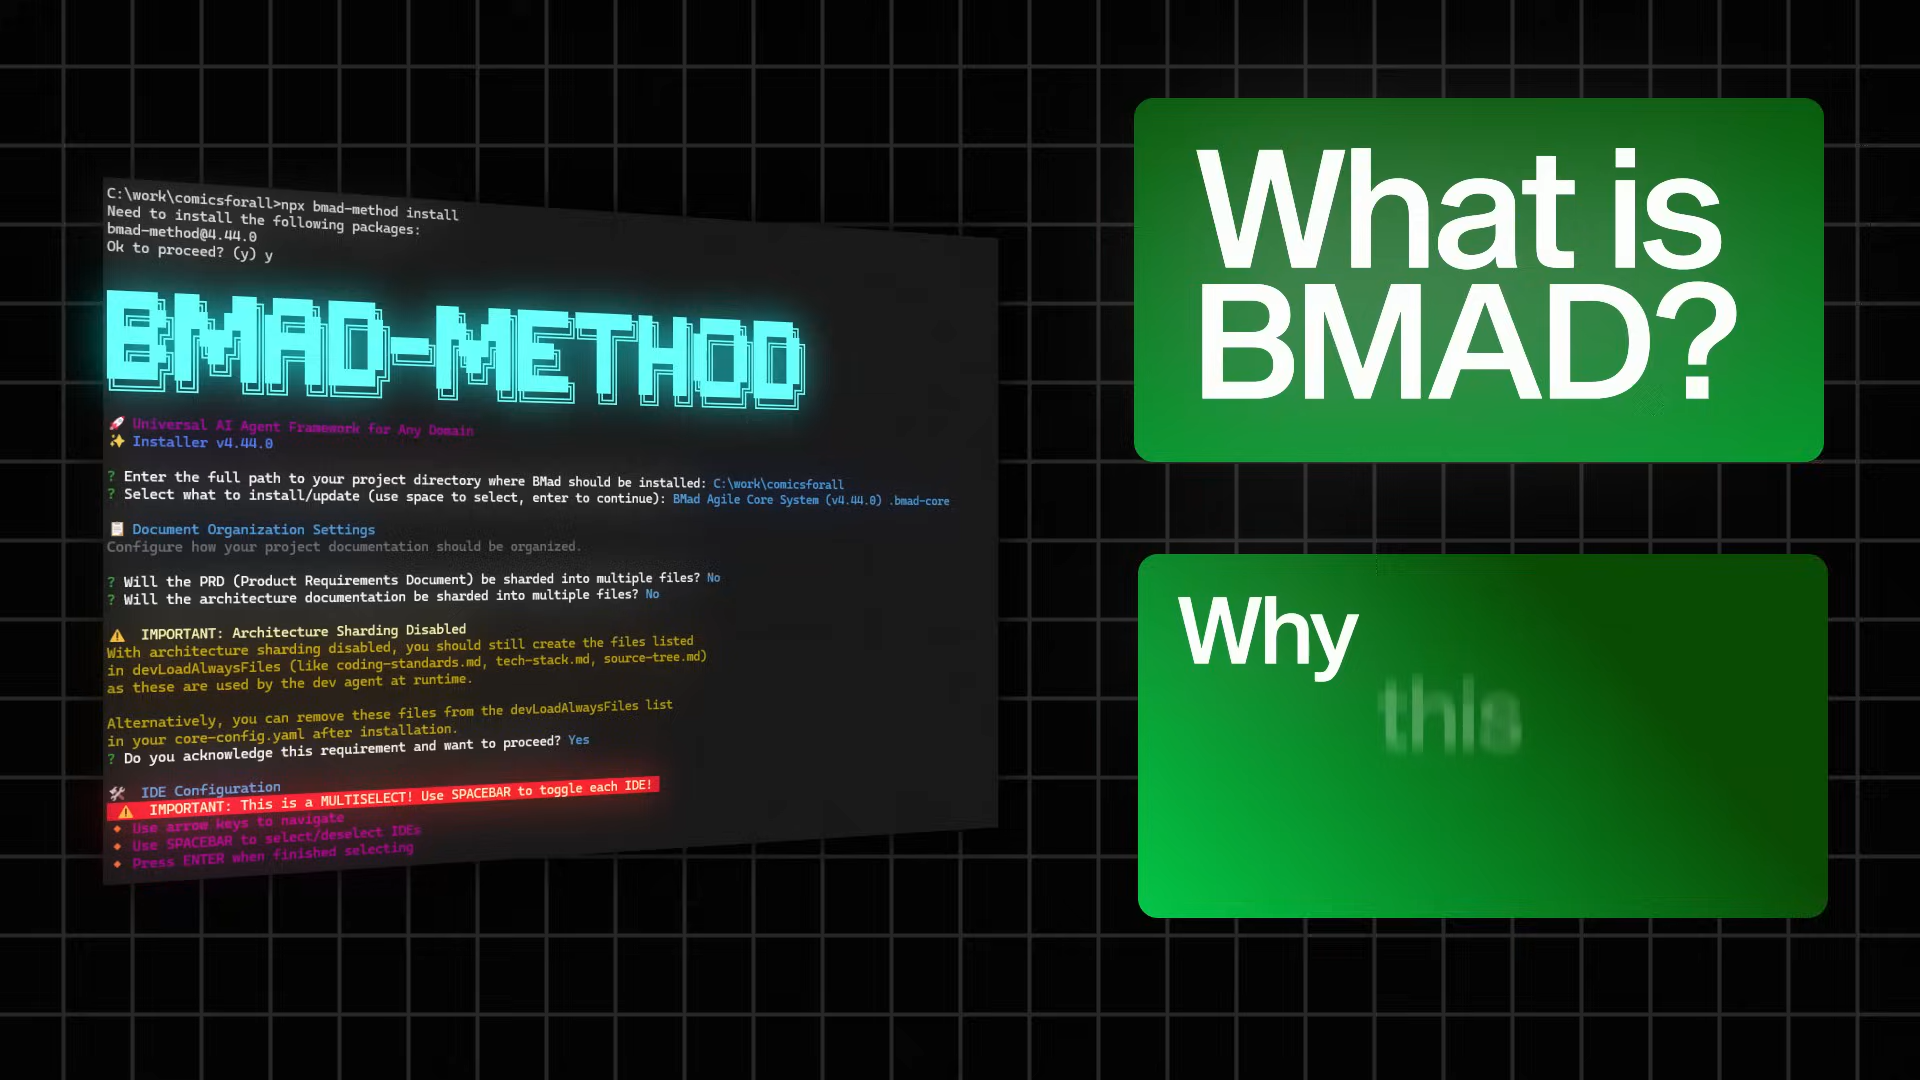 C:\work\comicsforall>npx bmad-method install
Need to install the following packages:
bmad-method@4.44.0
Ok to proceed? (y) y
BMAD-METHOD
🚀 Universal AI Agent Framework for Any Domain
✨ Installer v4.44.0
? Enter the full path to your project directory where BMad should be installed: C:\work\comicsforall
? Select what to install/update (use space to select, enter to continue): BMad Agile Core System (v4.44.0) .bmad-core
📋 Document Organization Settings
Configure how your project documentation should be organized.
? Will the PRD (Product Requirements Document) be sharded into multiple files? No
? Will the architecture documentation be sharded into multiple files? No
⚠️ IMPORTANT: Architecture Sharding Disabled
With architecture sharding disabled, you should still create the files listed
in devLoadAlwaysFiles (like coding-standards.md, tech-stack.md, source-tree.md)
as these are used by the dev agent at runtime.
Alternatively, you can remove these files from the devLoadAlwaysFiles list
in your core-config.yaml after installation.
? Do you acknowledge this requirement and want to proceed? Yes
🛠️ IDE Configuration
⚠️ IMPORTANT: This is a MULTISELECT! Use SPACEBAR to toggle each IDE!
🔸 Use arrow keys to navigate
🔸 Use SPACEBAR to select/deselect IDEs
🔸 Press ENTER when finished selecting
What is
BMAD?
Why
this